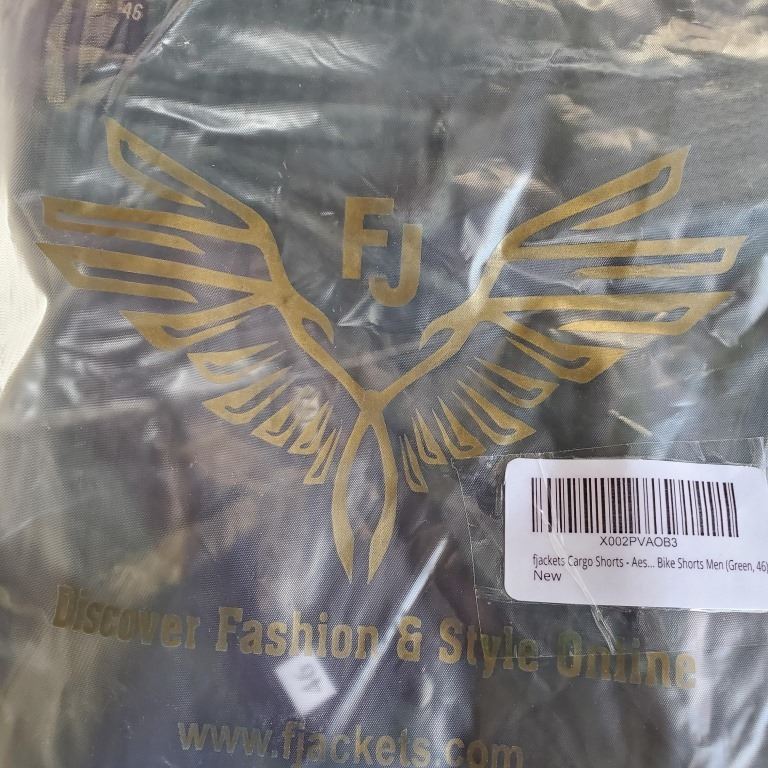 46
FJ
X002PVAOB3
fjackets Cargo Shorts - Aes... Bike Shorts Men (Green, 46)
New
Discover Fashion & Style Online
46
www.fjackets.com